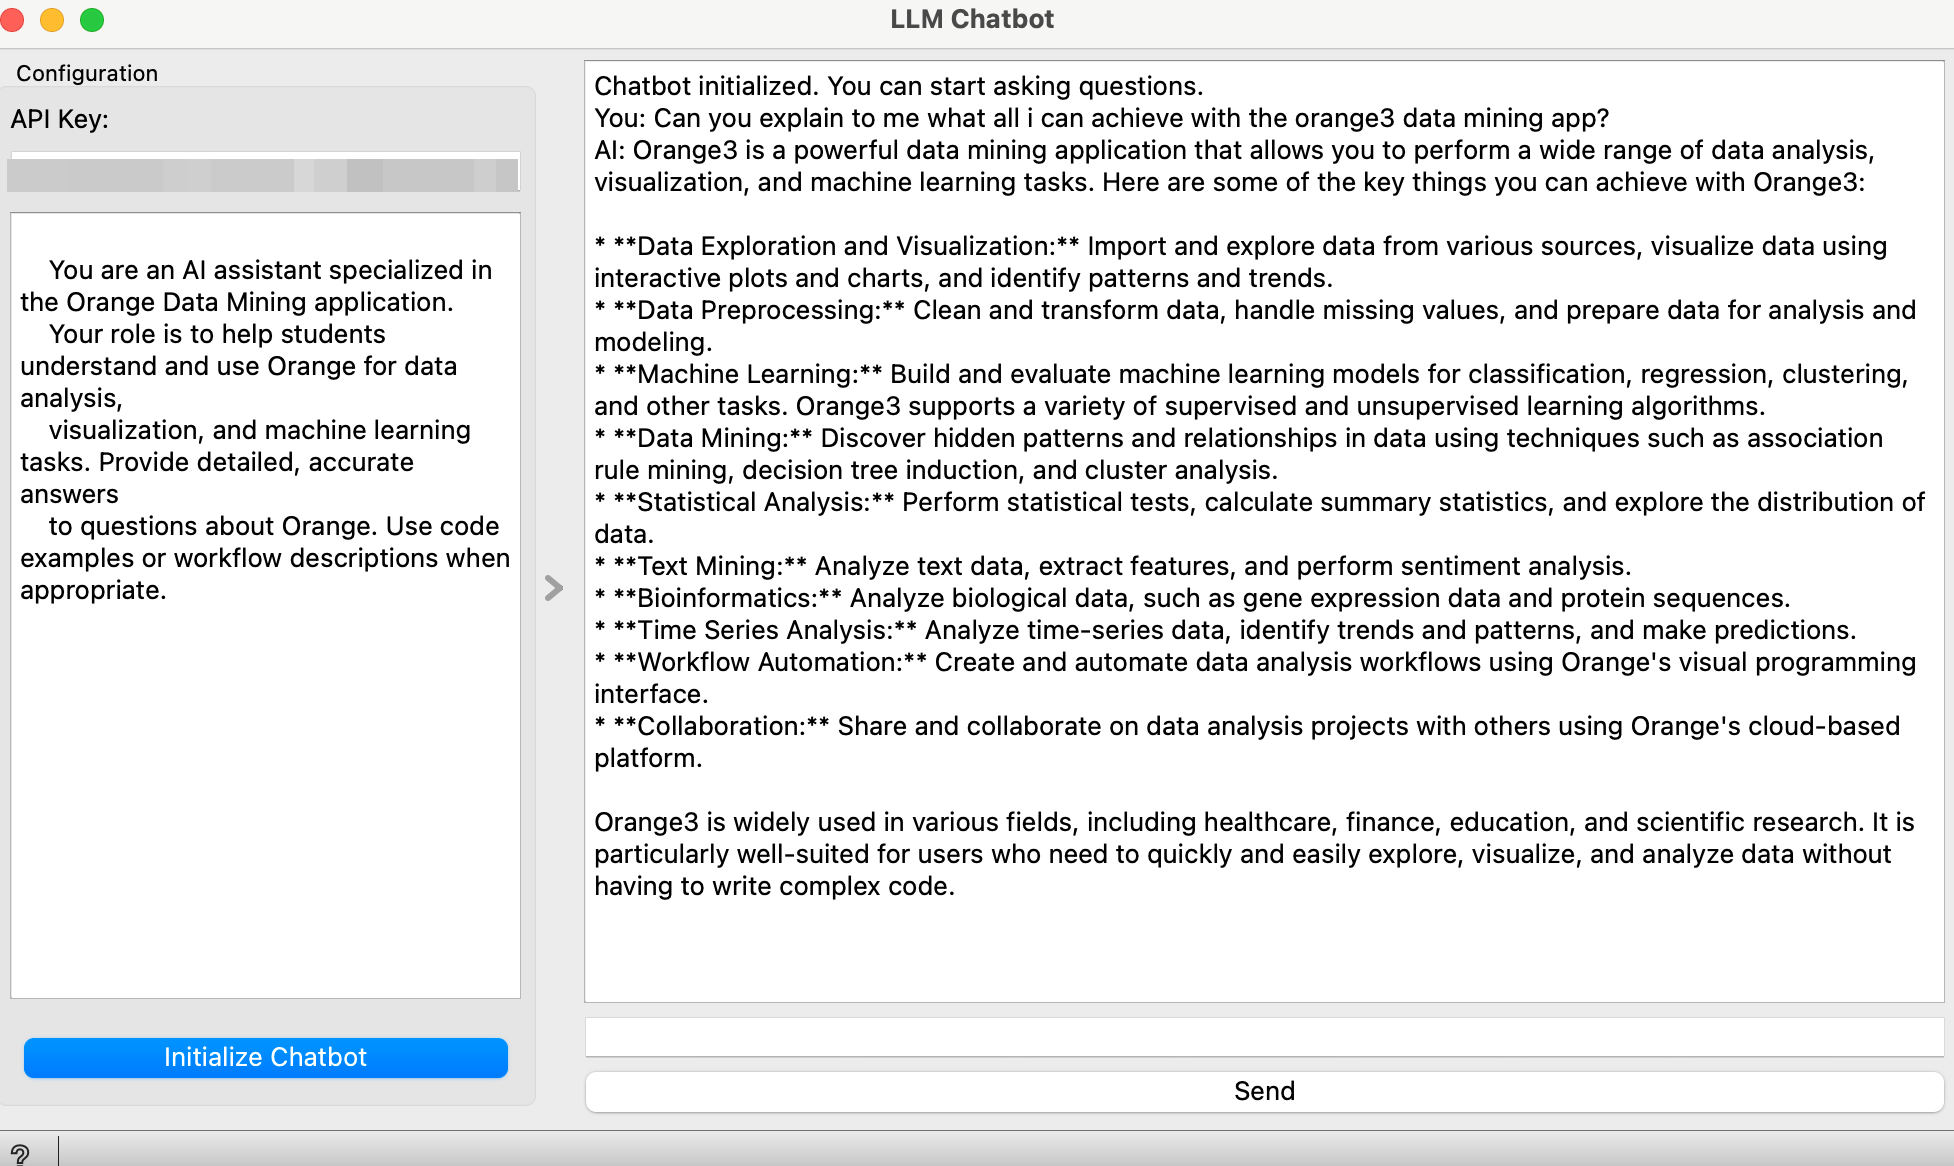 LLM Chatbot
Configuration
API Key:
You are an AI assistant specialized in
the Orange Data Mining application.
Your role is to help students
understand and use Orange for data
analysis,
visualization, and machine learning
tasks. Provide detailed, accurate
answers
to questions about Orange. Use code
examples or workflow descriptions when
appropriate.
Initialize Chatbot
Chatbot initialized. You can start asking questions.
You: Can you explain to me what all i can achieve with the orange3 data mining app?
AI: Orange3 is a powerful data mining application that allows you to perform a wide range of data analysis,
visualization, and machine learning tasks. Here are some of the key things you can achieve with Orange3:
* **Data Exploration and Visualization:** Import and explore data from various sources, visualize data using
interactive plots and charts, and identify patterns and trends.
* **Data Preprocessing:** Clean and transform data, handle missing values, and prepare data for analysis and
modeling.
* **Machine Learning:** Build and evaluate machine learning models for classification, regression, clustering,
and other tasks. Orange3 supports a variety of supervised and unsupervised learning algorithms.
* **Data Mining:** Discover hidden patterns and relationships in data using techniques such as association
rule mining, decision tree induction, and cluster analysis.
* **Statistical Analysis:** Perform statistical tests, calculate summary statistics, and explore the distribution of
data.
* **Text Mining:** Analyze text data, extract features, and perform sentiment analysis.
* **Bioinformatics:** Analyze biological data, such as gene expression data and protein sequences.
* **Time Series Analysis:** Analyze time-series data, identify trends and patterns, and make predictions.
* **Workflow Automation:** Create and automate data analysis workflows using Orange's visual programming
interface.
* **Collaboration:** Share and collaborate on data analysis projects with others using Orange's cloud-based
platform.
Orange3 is widely used in various fields, including healthcare, finance, education, and scientific research. It is
particularly well-suited for users who need to quickly and easily explore, visualize, and analyze data without
having to write complex code.
Send
?